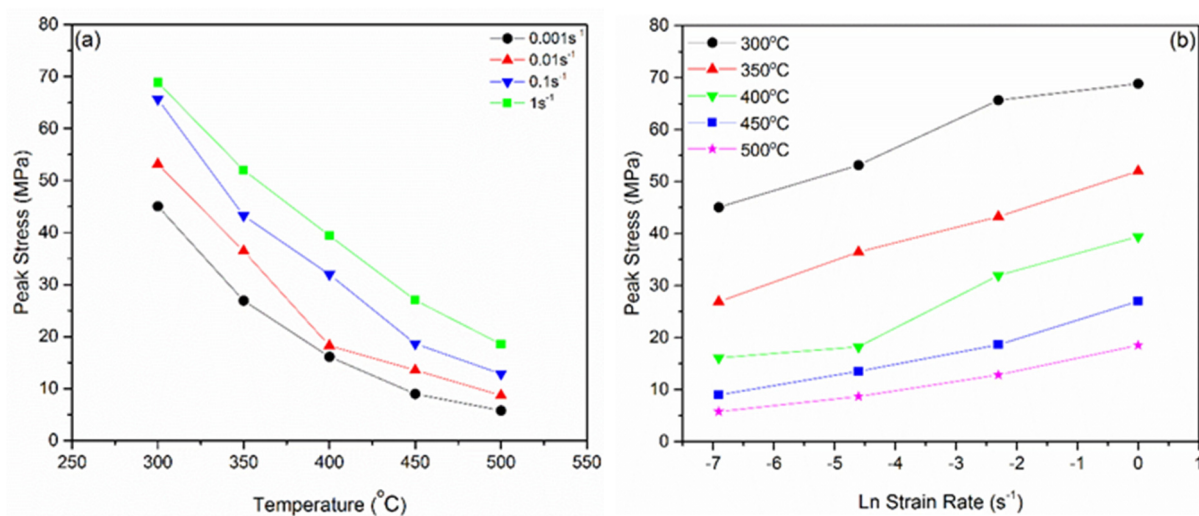 (a)
0.001s⁻¹
0.01s⁻¹
0.1s⁻¹
1s⁻¹
80
70
60
50
40
30
20
10
0
Peak Stress (MPa)
250 300 350 400 450 500 550
Temperature (°C)
(b)
300°C
350°C
400°C
450°C
500°C
80
70
60
50
40
30
20
10
0
Peak Stress (MPa)
-7 -6 -5 -4 -3 -2 -1 0 1
Ln Strain Rate (s⁻¹)